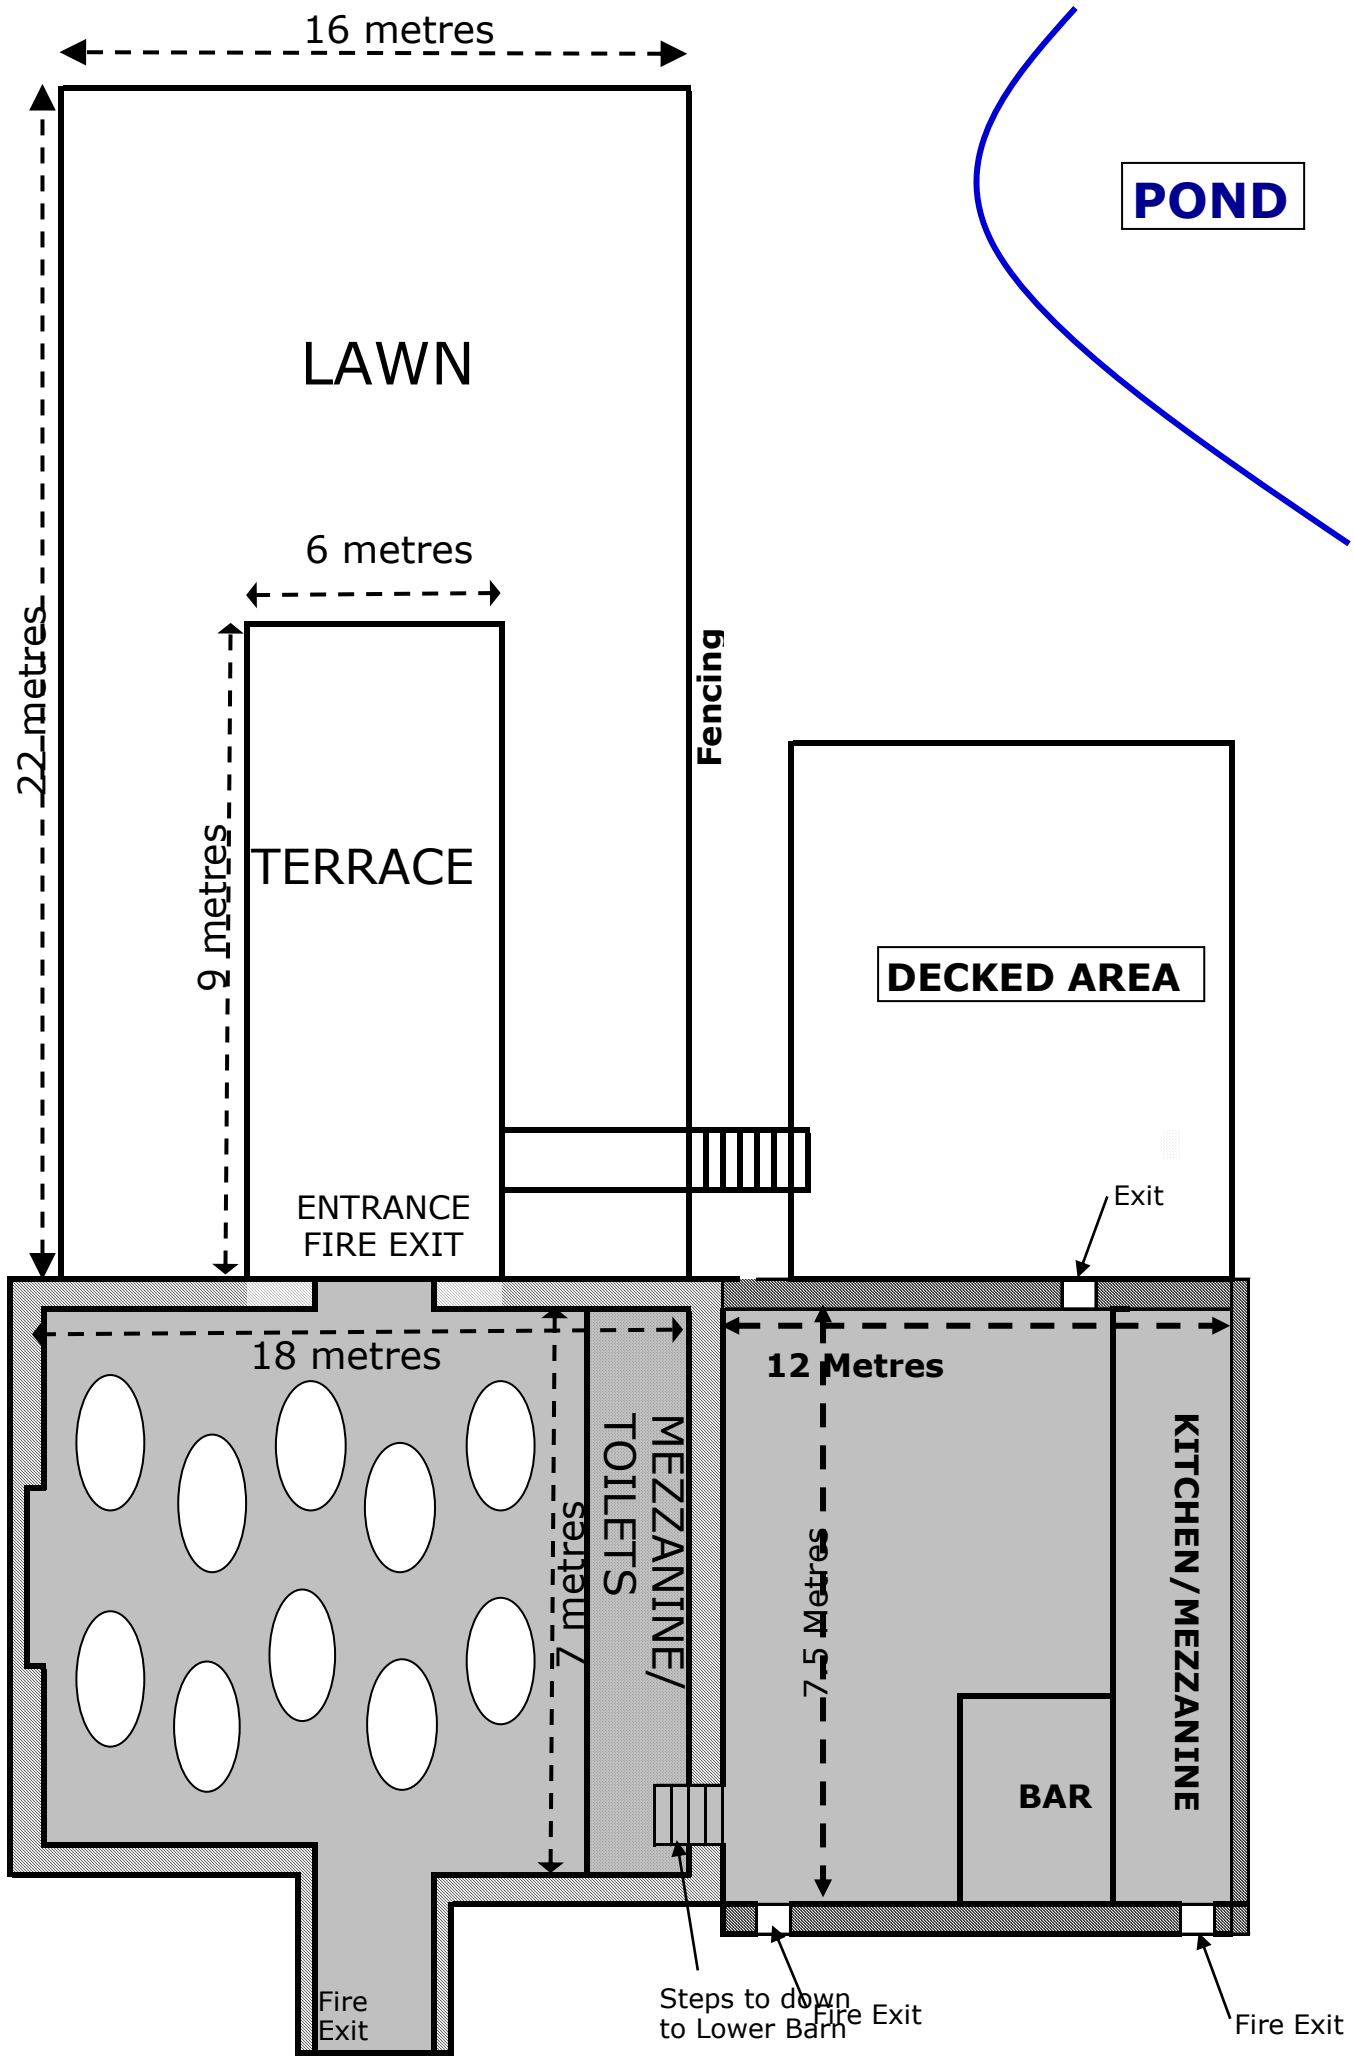 16 metres
POND
LAWN
6 metres
22 metres
Fencing
TERRACE
9 metres
DECKED AREA
Exit
ENTRANCE
FIRE EXIT
18 metres
12 Metres
MEZZANINE/
TOILETS
7 metres
7.5 Metres
KITCHEN/MEZZANINE
BAR
Fire
Exit
Steps to down
to Lower Barn
Fire Exit
Fire Exit